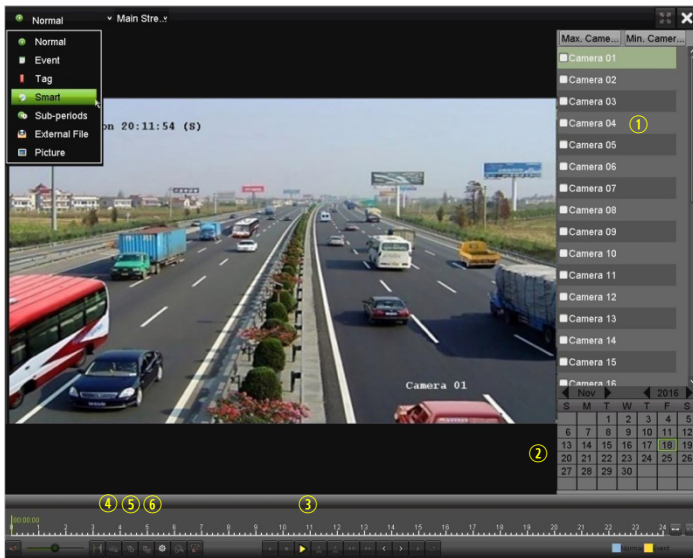 Normal
Main Stre..
Max. Came... Min. Camer...
Normal
Event
Tag
Smart
Sub-periods
External File
Picture
on 20:11:54 (S)
Camera 01
Camera 02
Camera 03
Camera 04 ①
Camera 05
Camera 06
Camera 07
Camera 08
Camera 09
Camera 10
Camera 11
Camera 12
Camera 13
Camera 14
Camera 15
Camera 16
Camera 01
Nov 2016
S M T W T F S
1 2 3 4 5
6 7 8 9 10 11 12
② 13 14 15 16 17 18 19
20 21 22 23 24 25 26
27 28 29 30
④ ⑤ ⑥ ③
00:00:00
1 2 3 4 5 6 7 8 9 10 11 12 13 14 15 16 17 18 19 20 21 22 23 24